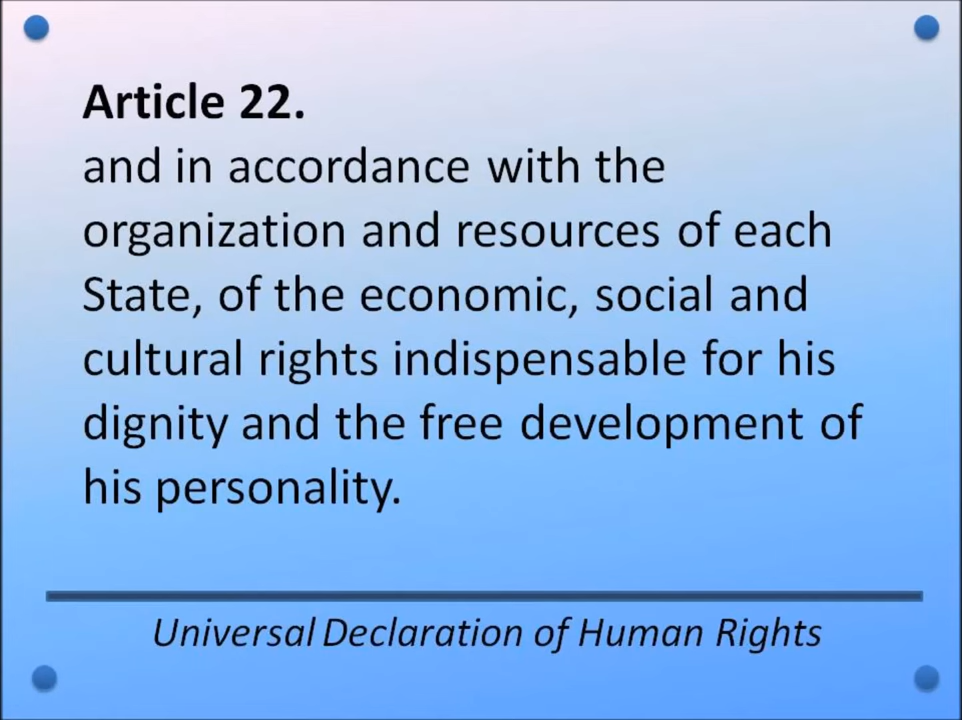 Article 22.
and in accordance with the
organization and resources of each
State, of the economic, social and
cultural rights indispensable for his
dignity and the free development of
his personality.
Universal Declaration of Human Rights